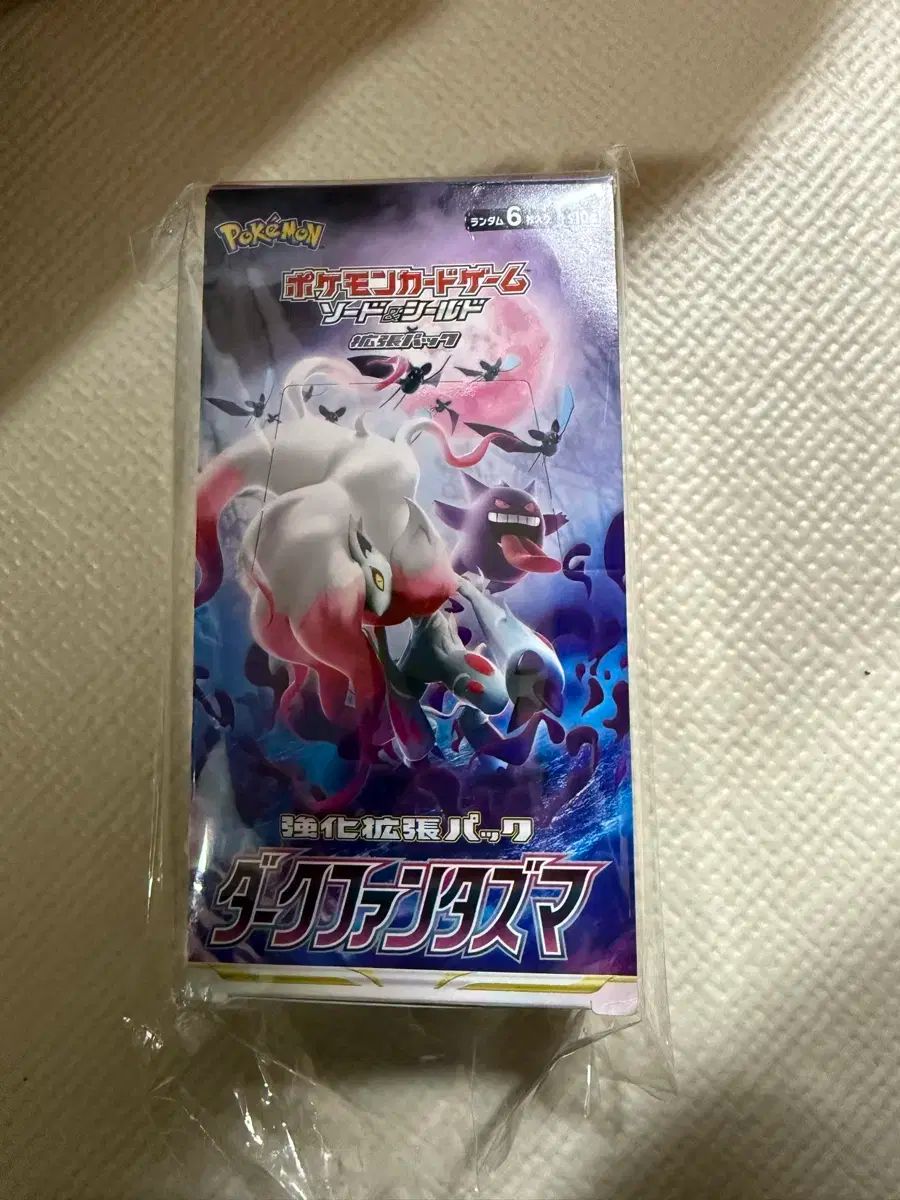 Pokémon
ランダム6枚入り
ポケモンカードゲーム
ソード&シールド
拡張パック
強化拡張パック
ダークファンタズマ